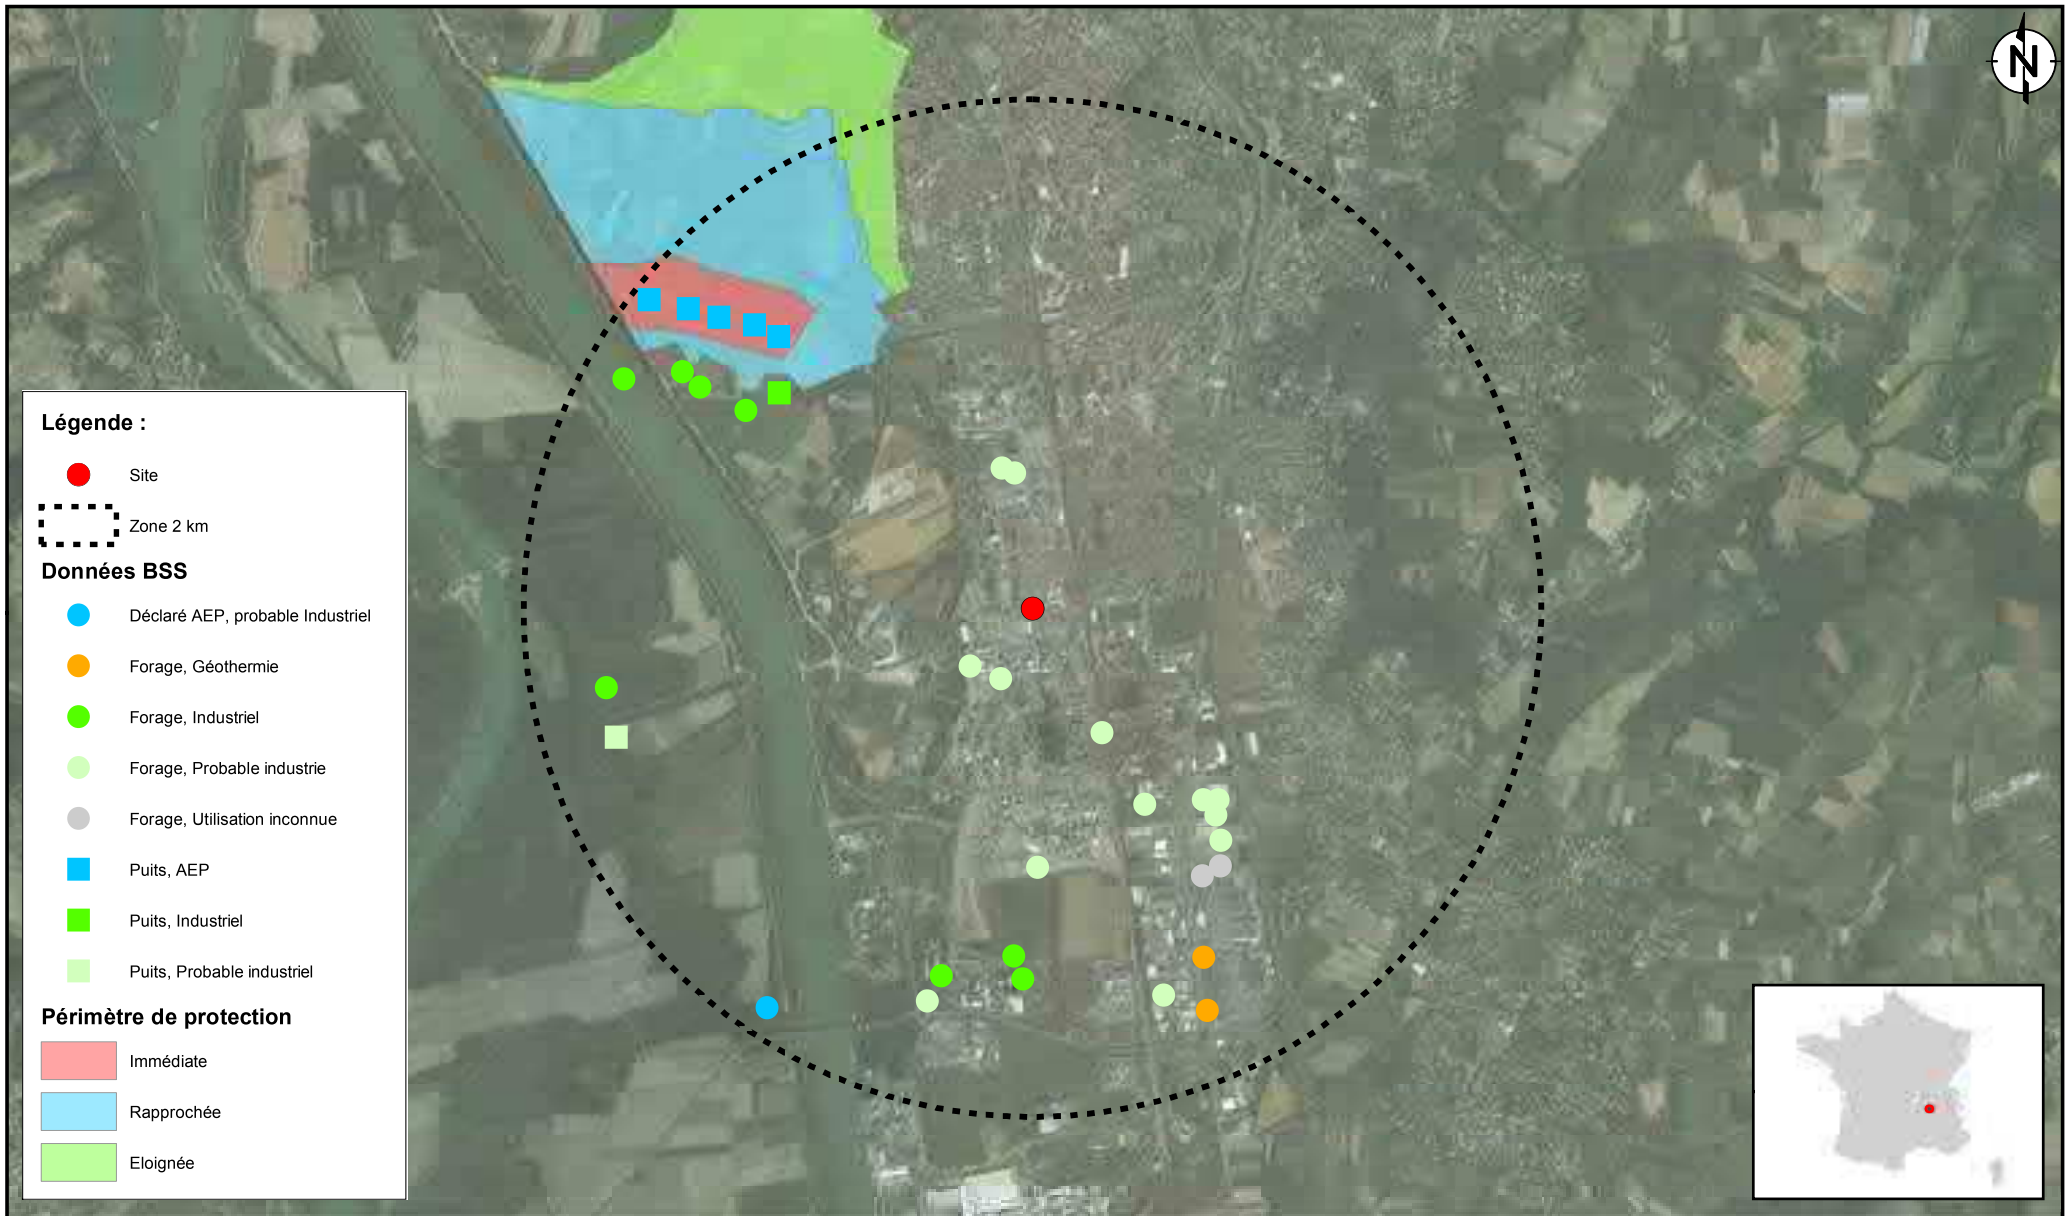 N
Légende :
Site
Zone 2 km
Données BSS
Déclaré AEP, probable Industriel
Forage, Géothermie
Forage, Industriel
Forage, Probable industrie
Forage, Utilisation inconnue
Puits, AEP
Puits, Industriel
Puits, Probable industriel
Périmètre de protection
Immédiate
Rapprochée
Eloignée